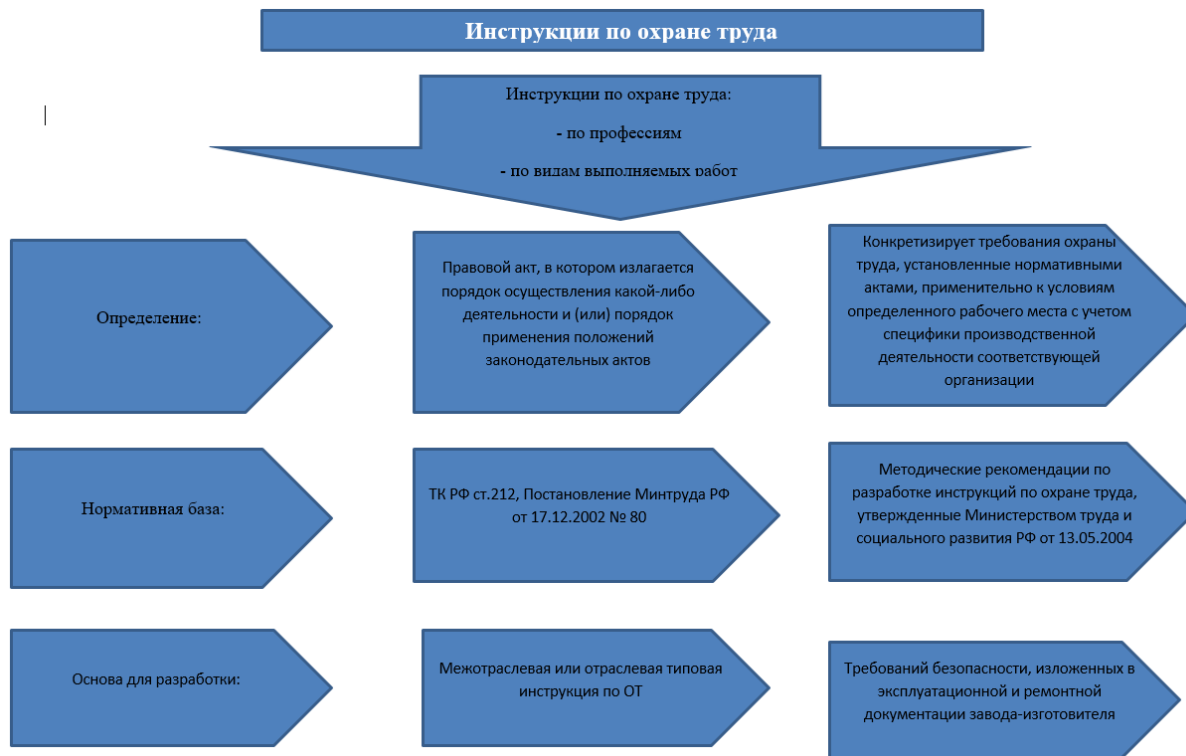 Инструкции по охране труда
Инструкции по охране труда:
- по профессиям
- по видам выполняемых работ
Определение:
Правовой акт, в котором излагается
порядок осуществления какой-либо
деятельности и (или) порядок
применения положений
законодательных актов
Конкретизирует требования охраны
труда, установленные нормативными
актами, применительно к условиям
определенного рабочего места с учетом
специфики производственной
деятельности соответствующей
организации
Нормативная база:
ТК РФ ст.212, Постановление Минтруда РФ
от 17.12.2002 № 80
Методические рекомендации по
разработке инструкций по охране труда,
утвержденные Министерством труда и
социального развития РФ от 13.05.2004
Основа для разработки:
Межотраслевая или отраслевая типовая
инструкция по ОТ
Требований безопасности, изложенных в
эксплуатационной и ремонтной
документации завода-изготовителя